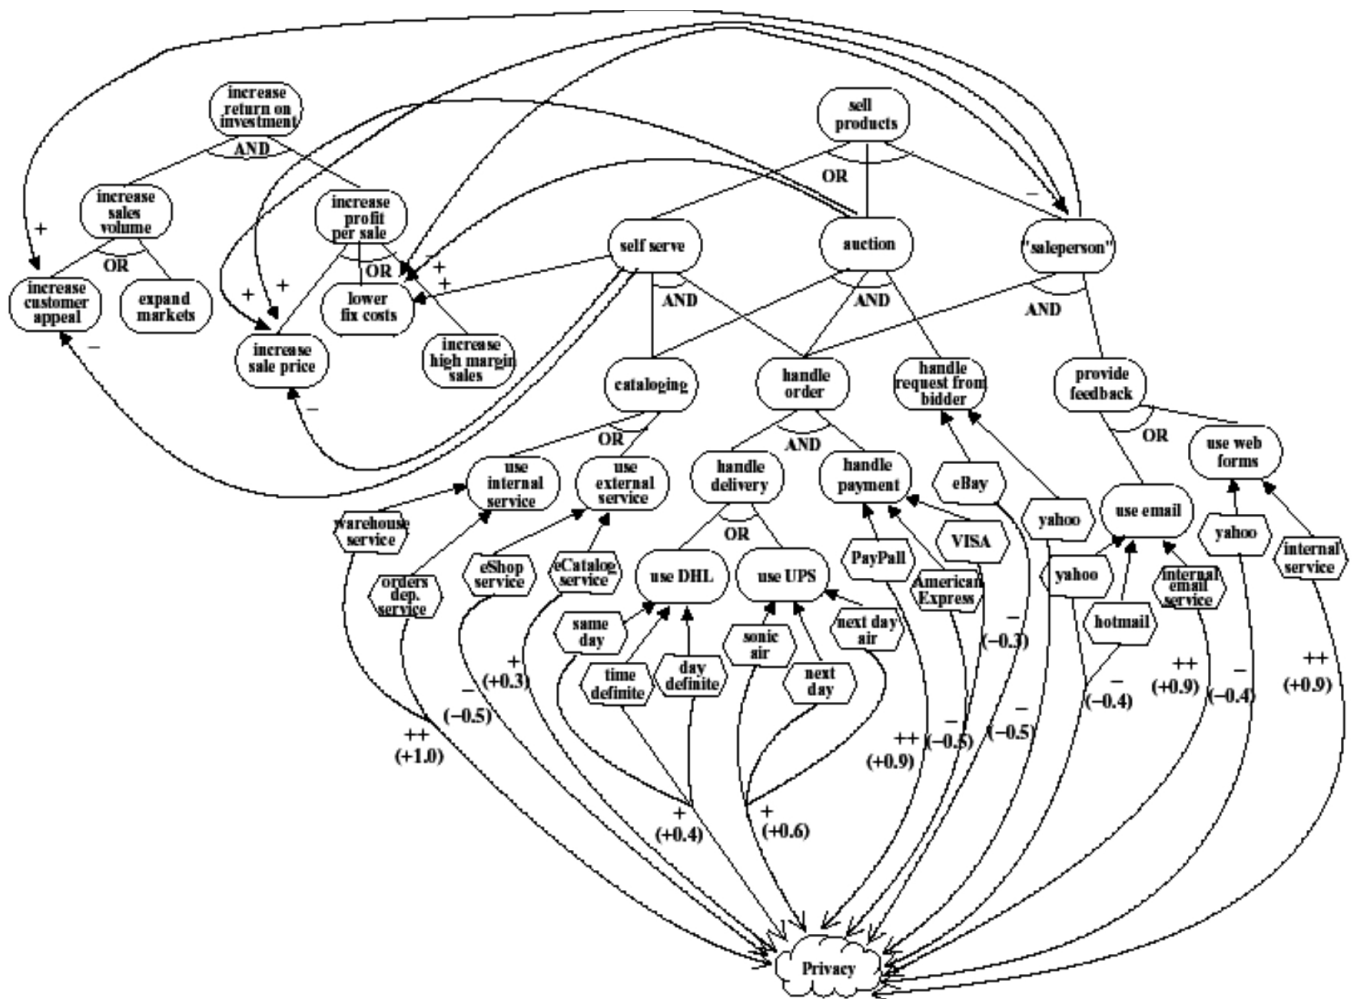 increase
return on
investment
AND
sell
products
OR
−
increase
sales
volume
increase
profit
per sale
+
OR
OR
self serve
auction
"saleperson"
+
+
+
+
AND
AND
AND
increase
customer
appeal
expand
markets
lower
fix costs
−
increase
sale price
increase
high margin
sales
−
cataloging
handle
order
handle
request from
bidder
provide
feedback
OR
AND
OR
use web
forms
use
internal
service
use
external
service
handle
delivery
handle
payment
eBay
use email
warehouse
service
OR
yahoo
yahoo
VISA
PayPall
internal
service
eShop
service
eCatalog
service
use DHL
use UPS
yahoo
orders
dep.
service
American
Express
internal
email
service
same
day
sonic
air
next day
air
hotmail
−
(−0.3)
time
definite
day
definite
next
day
+
(+0.3)
−
(−0.5)
++
(+1.0)
++
(+0.9)
−
(−0.5)
−
(−0.5)
−
(−0.4)
++
(+0.9)
−
(−0.4)
++
(+0.9)
+
(+0.4)
+
(+0.6)
Privacy